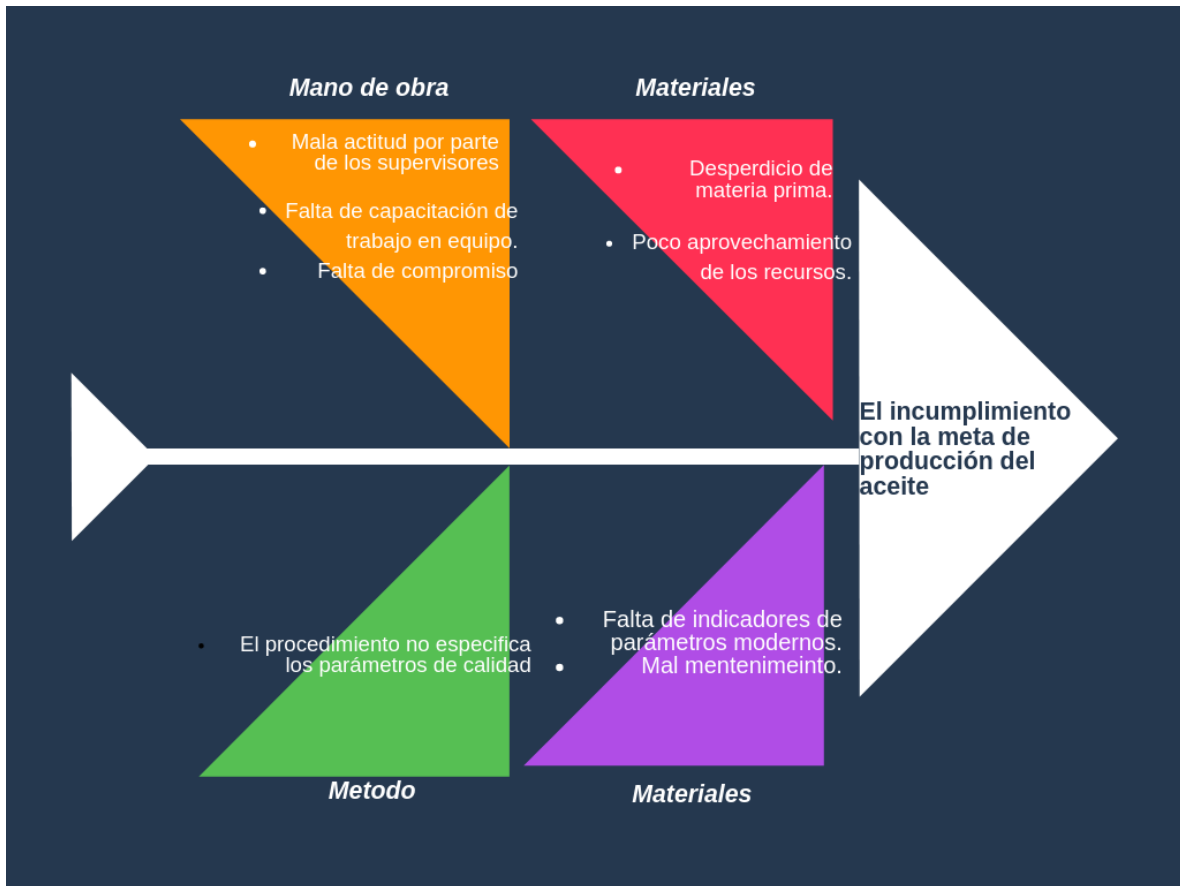 Mano de obra
• Mala actitud por parte
de los supervisores
• Falta de capacitación de
trabajo en equipo.
• Falta de compromiso
Materiales
• Desperdicio de
materia prima.
• Poco aprovechamiento
de los recursos.
El incumplimiento
con la meta de
producción del
aceite
• El procedimiento no especifica
los parámetros de calidad
Metodo
• Falta de indicadores de
parámetros modernos.
• Mal mentenimeinto.
Materiales